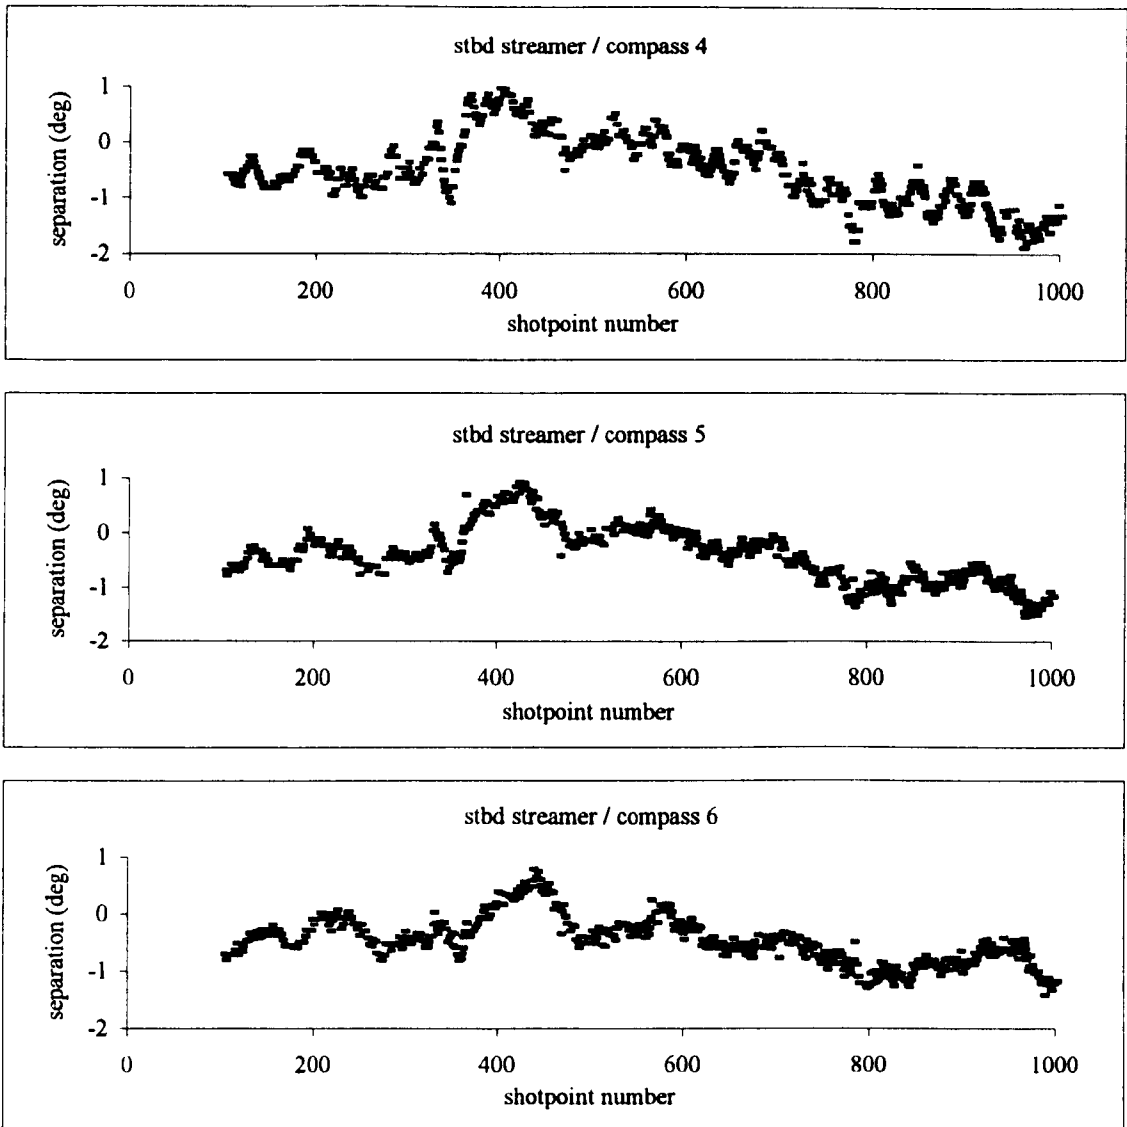 stbd streamer / compass 4
separation (deg)
1
0
-1
-2
0 200 400 600 800 1000
shotpoint number
stbd streamer / compass 5
separation (deg)
1
0
-1
-2
0 200 400 600 800 1000
shotpoint number
stbd streamer / compass 6
separation (deg)
1
0
-1
-2
0 200 400 600 800 1000
shotpoint number